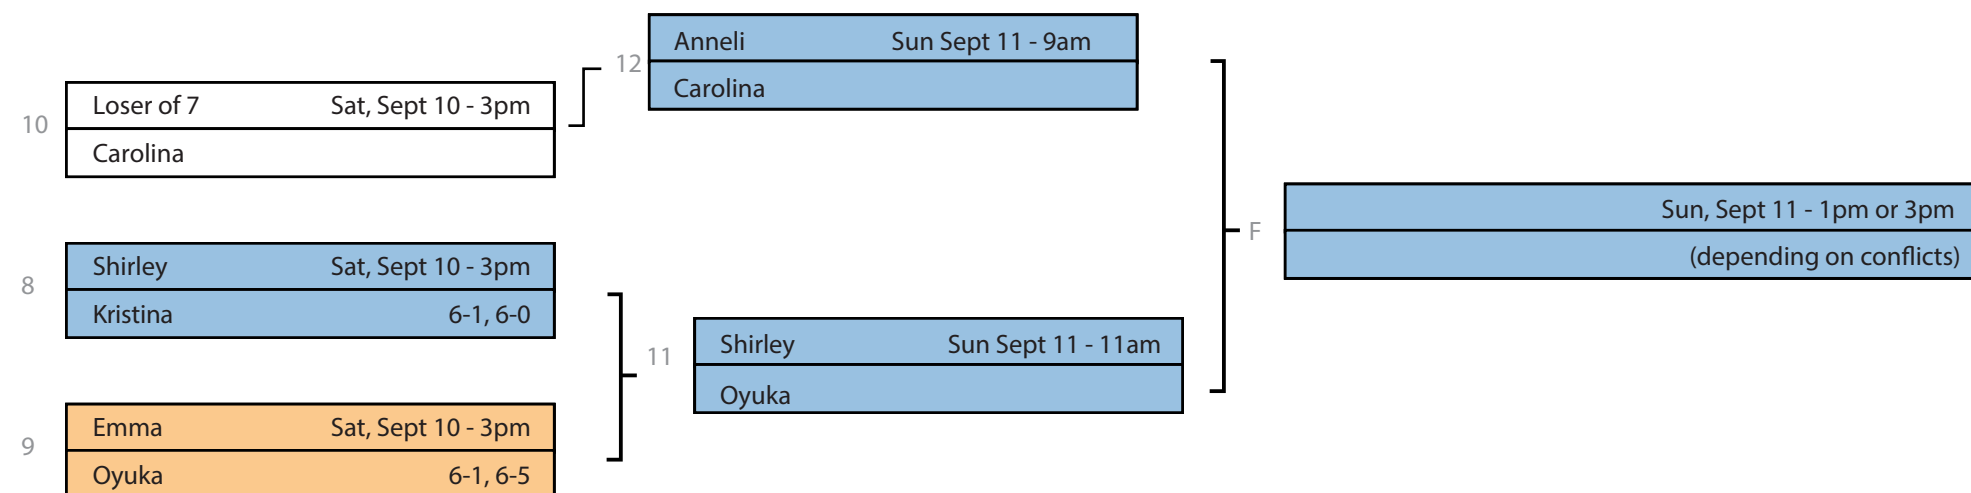 12
Anneli Sun Sept 11 - 9am
Carolina
10
Loser of 7 Sat, Sept 10 - 3pm
Carolina
F
Sun, Sept 11 - 1pm or 3pm
(depending on conflicts)
8
Shirley Sat, Sept 10 - 3pm
Kristina 6-1, 6-0
11
Shirley Sun Sept 11 - 11am
Oyuka
9
Emma Sat, Sept 10 - 3pm
Oyuka 6-1, 6-5